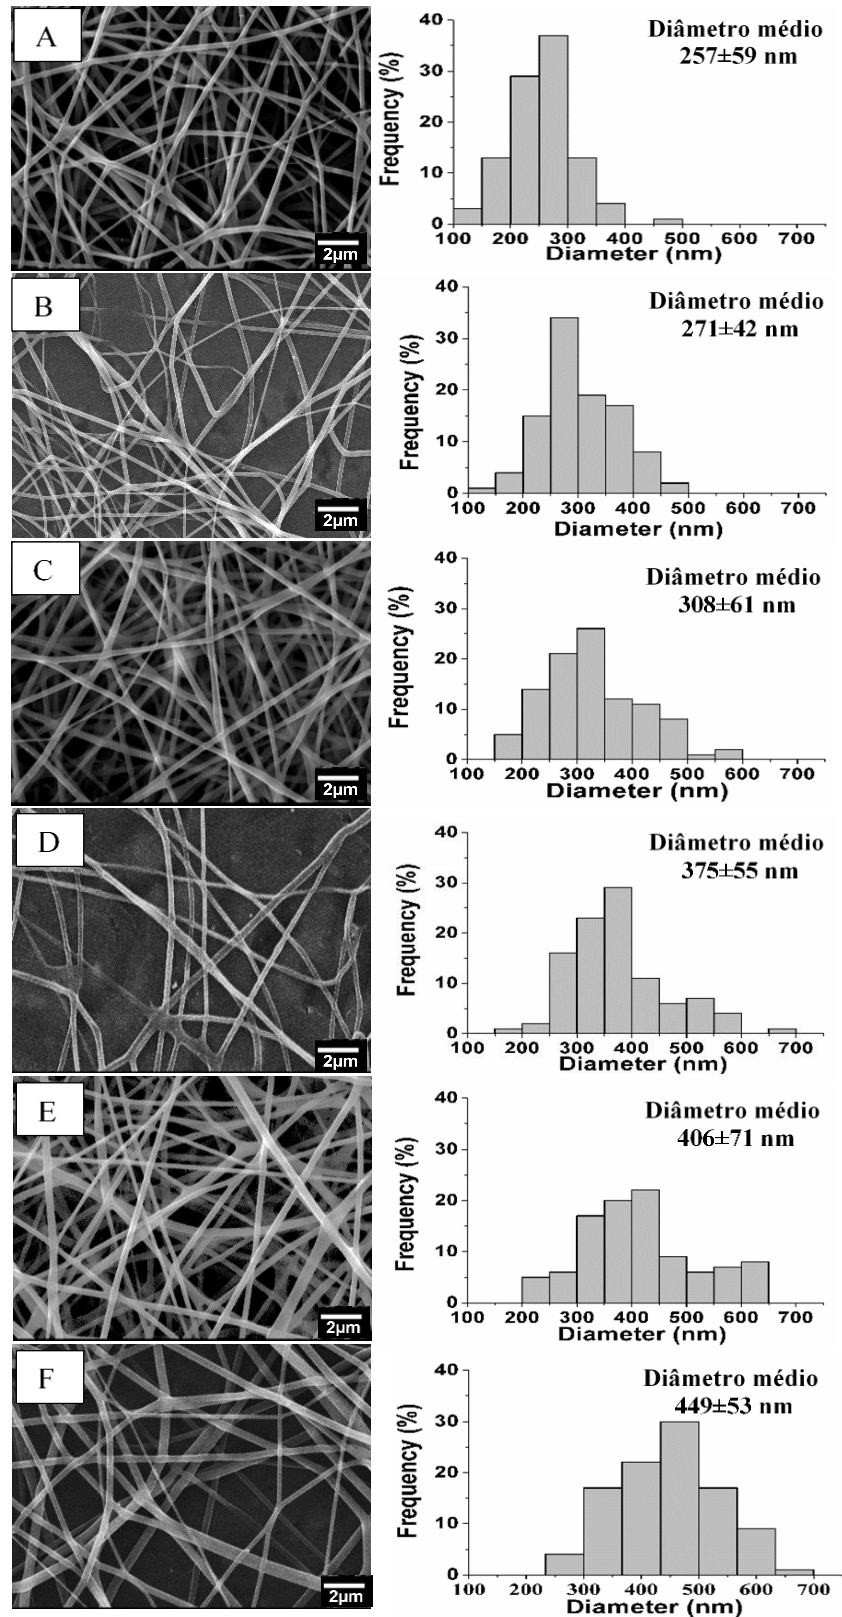 A
2µm
Frequency (%)
40
30
20
10
0
100 200 300 400 500 600 700
Diameter (nm)
Diâmetro médio
257±59 nm
B
2µm
Frequency (%)
40
30
20
10
0
100 200 300 400 500 600 700
Diameter (nm)
Diâmetro médio
271±42 nm
C
2µm
Frequency (%)
40
30
20
10
0
100 200 300 400 500 600 700
Diameter (nm)
Diâmetro médio
308±61 nm
D
2µm
Frequency (%)
40
30
20
10
0
100 200 300 400 500 600 700
Diameter (nm)
Diâmetro médio
375±55 nm
E
2µm
Frequency (%)
40
30
20
10
0
100 200 300 400 500 600 700
Diameter (nm)
Diâmetro médio
406±71 nm
F
2µm
Frequency (%)
40
30
20
10
0
100 200 300 400 500 600 700
Diameter (nm)
Diâmetro médio
449±53 nm